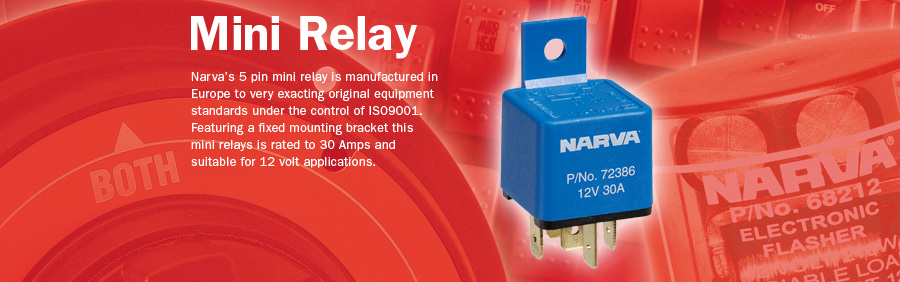 Mini Relay
Narva's 5 pin mini relay is manufactured in
Europe to very exacting original equipment
standards under the control of ISO9001.
Featuring a fixed mounting bracket this
mini relays is rated to 30 Amps and
suitable for 12 volt applications.
BOTH
NARVA
P/No. 72386
12V 30A
OFF
NARVA
P/No. 68212
ELECTRONIC
FLASHER